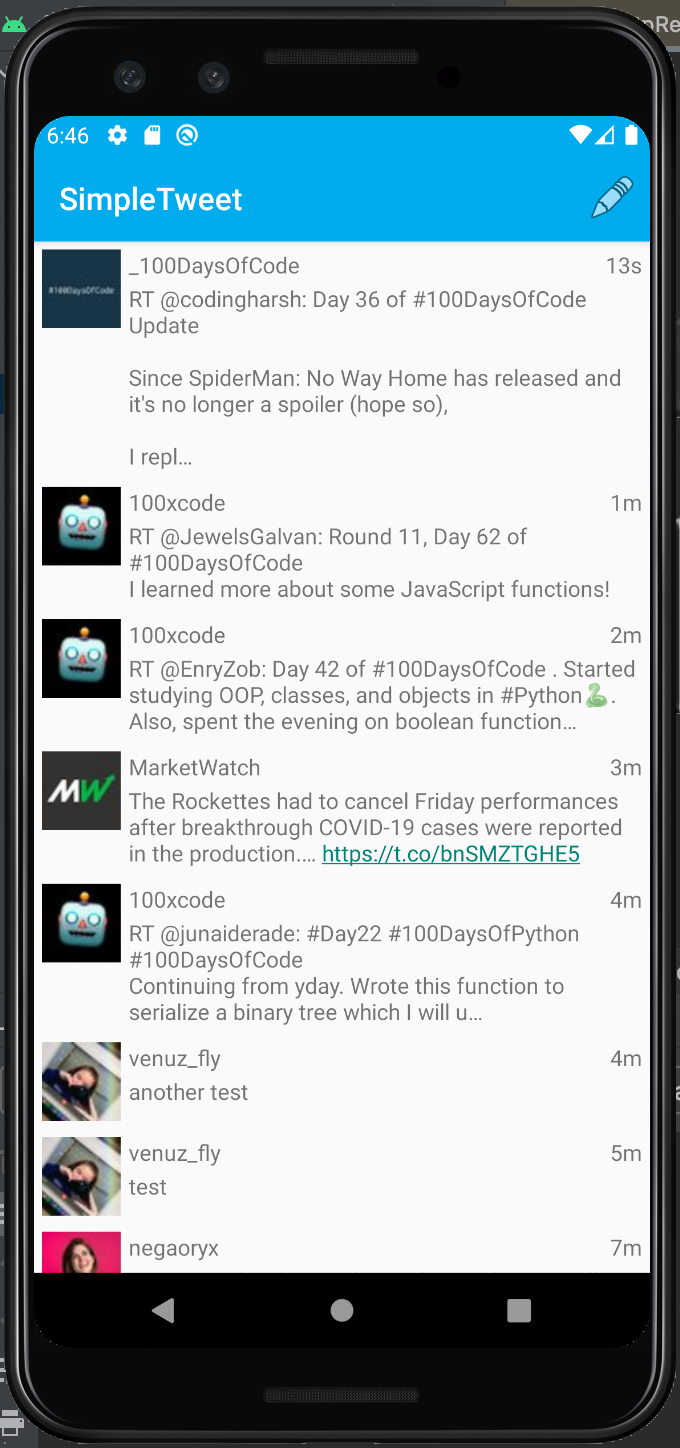 pRe
6:46
SimpleTweet
#100DaysOfCode
_100DaysOfCode 13s
RT @codingharsh: Day 36 of #100DaysOfCode
Update
Since SpiderMan: No Way Home has released and
it's no longer a spoiler (hope so),
I repl…
100xcode 1m
RT @JewelsGalvan: Round 11, Day 62 of
#100DaysOfCode
I learned more about some JavaScript functions!
100xcode 2m
RT @EnryZob: Day 42 of #100DaysOfCode . Started
studying OOP, classes, and objects in #Python🐍.
Also, spent the evening on boolean function…
MW
MarketWatch 3m
The Rockettes had to cancel Friday performances
after breakthrough COVID-19 cases were reported
in the production.… https://t.co/bnSMZTGHE5
100xcode 4m
RT @junaiderade: #Day22 #100DaysOfPython
#100DaysOfCode
Continuing from yday. Wrote this function to
serialize a binary tree which I will u…
venuz_fly 4m
another test
venuz_fly 5m
test
negaoryx 7m